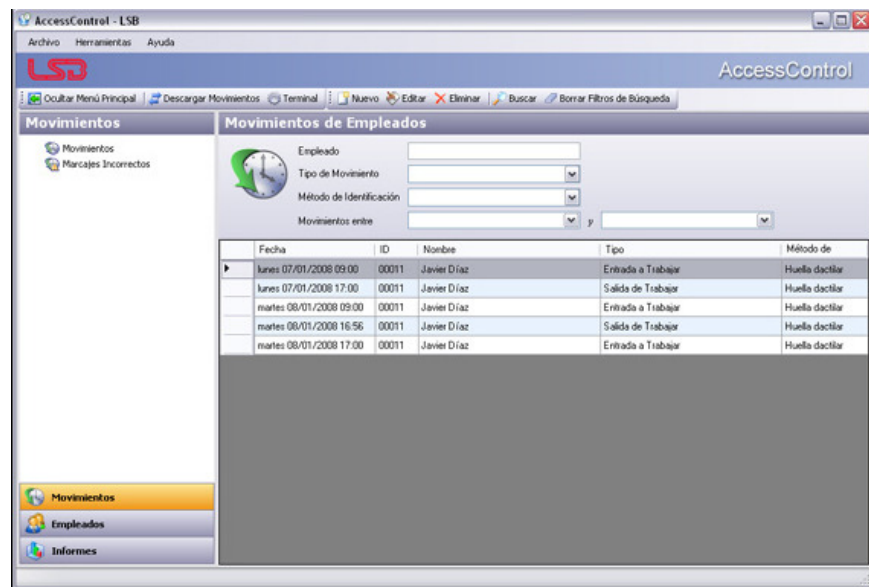 AccessControl - LSB
Archivo Herramientas Ayuda
LSB AccessControl
Ocultar Menú Principal Descargar Movimientos Terminal Nuevo Editar Eliminar Buscar Borrar Filtros de Búsqueda
Movimientos
Movimientos
Marcajes Incorrectos
Movimientos de Empleados
Empleado
Tipo de Movimiento
Método de Identificación
Movimientos entre y
Fecha ID Nombre Tipo Método de
lunes 07/01/2008 09:00 00011 Javier Díaz Entrada a Trabajar Huella dactilar
lunes 07/01/2008 17:00 00011 Javier Díaz Salida de Trabajar Huella dactilar
martes 08/01/2008 09:00 00011 Javier Díaz Entrada a Trabajar Huella dactilar
martes 08/01/2008 16:56 00011 Javier Díaz Salida de Trabajar Huella dactilar
martes 08/01/2008 17:00 00011 Javier Díaz Entrada a Trabajar Huella dactilar
Movimientos
Empleados
Informes